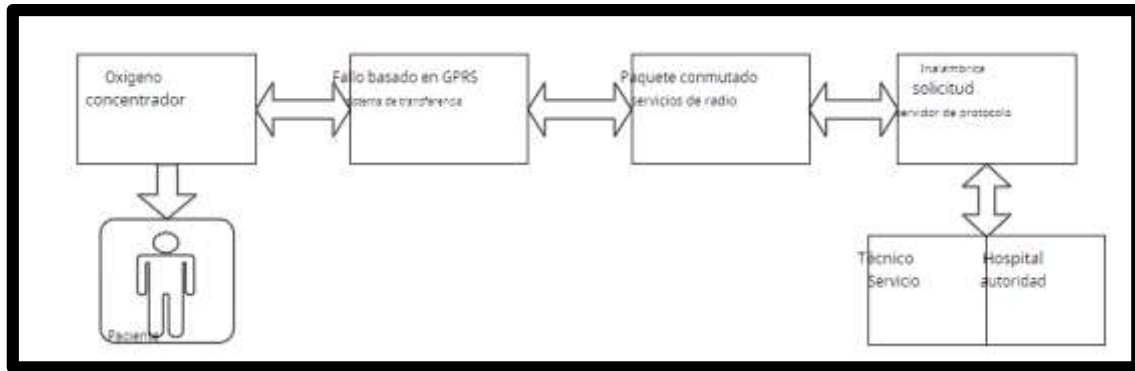 Oxígeno
concentrador
Fallo basado en GPRS
sistema de transferencia
Paquete conmutado
servicios de radio
Inalámbrica
solicitud
servidor de protocolo
Técnico
Servicio
Hospital
autoridad
Paciente